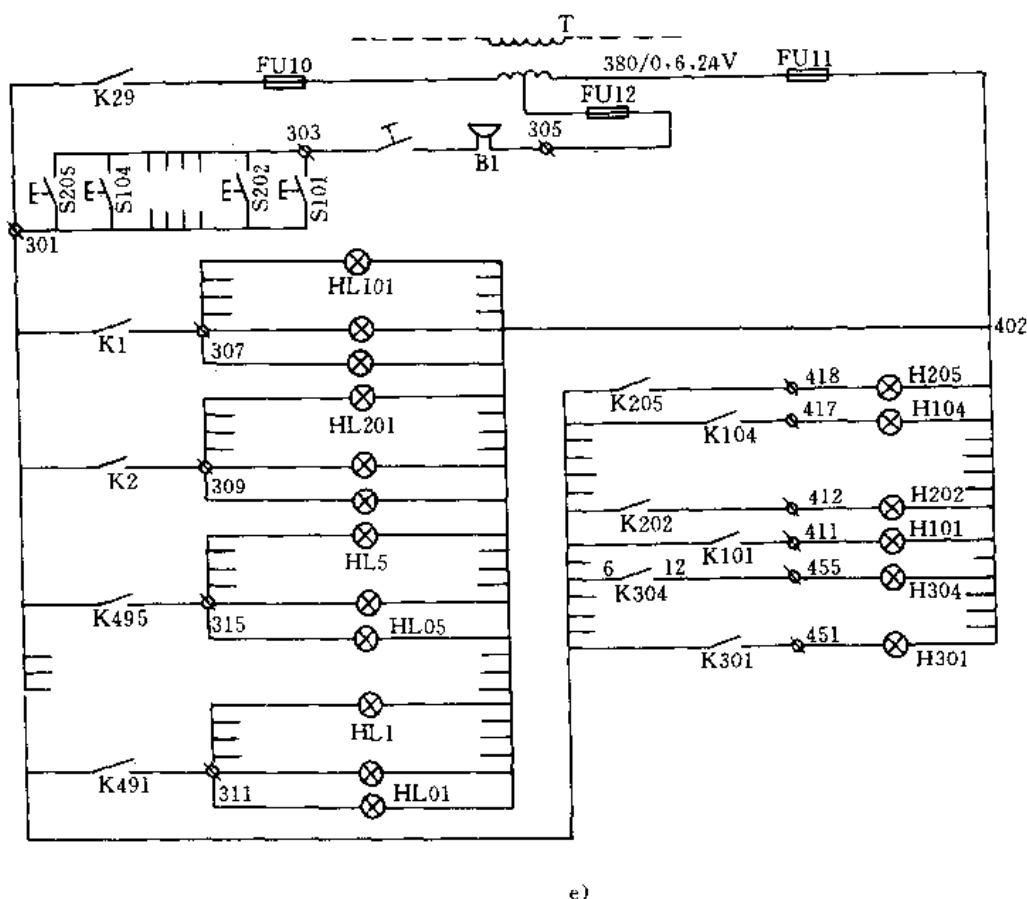 T
FU10
380/0.6.24V
FU11
K29
FU12
303
305
B1
S205
S104
S202
S101
301
HL101
K1
307
402
HL201
K205
418
H205
K104
417
H104
K2
309
K202
412
H202
HL5
K101
411
H101
6
12
K304
455
H304
K495
315
HL05
K301
451
H301
HL1
K491
311
HL01
e)